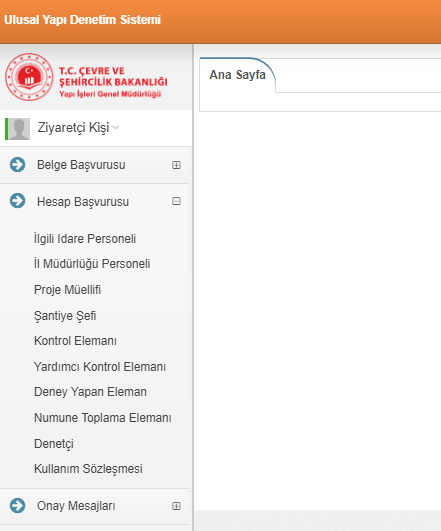 Ulusal Yapı Denetim Sistemi
T.C. ÇEVRE VE
ŞEHİRCİLİK BAKANLIĞI
Yapı İşleri Genel Müdürlüğü
Ana Sayfa
Ziyaretçi Kişi
Belge Başvurusu
Hesap Başvurusu
İlgili Idare Personeli
İl Müdürlüğü Personeli
Proje Müellifi
Şantiye Şefi
Kontrol Elemanı
Yardımcı Kontrol Elemanı
Deney Yapan Eleman
Numune Toplama Elemanı
Denetçi
Kullanım Sözleşmesi
Onay Mesajları